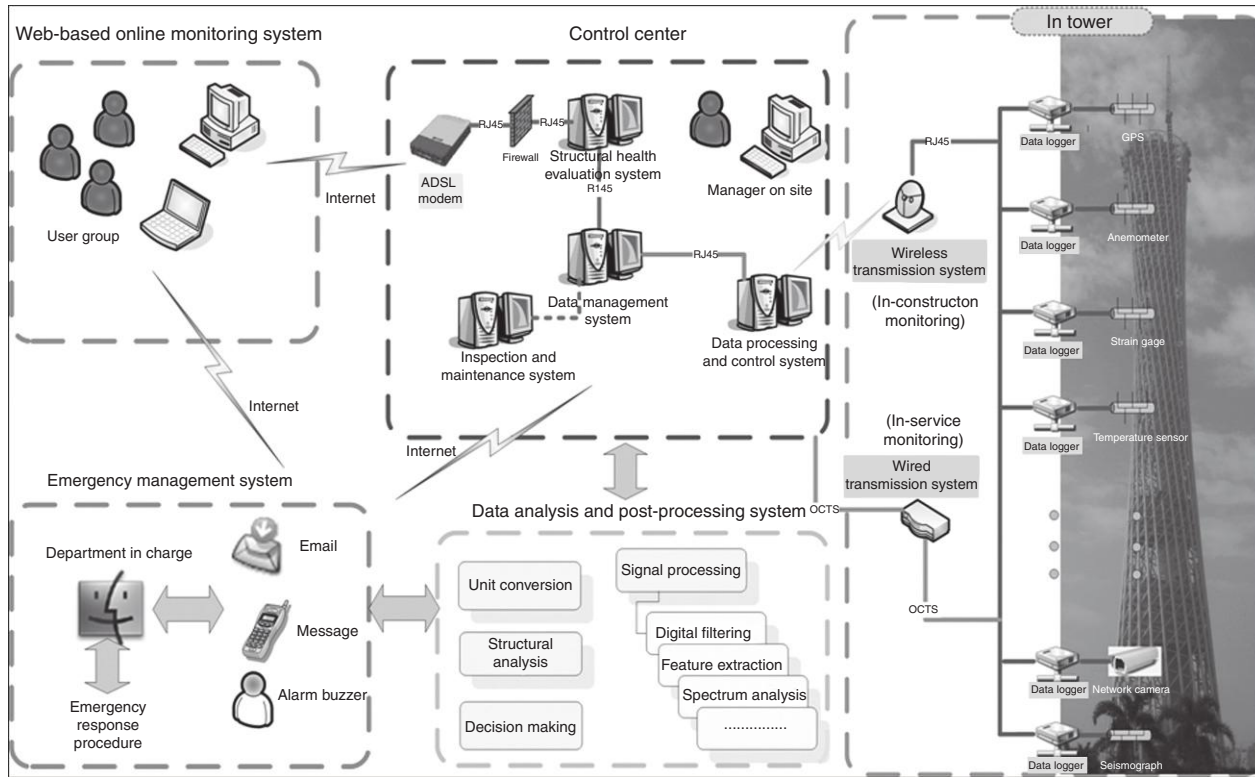 Web-based online monitoring system
User group
Internet
Internet
Control center
RJ45
RJ45
Firewall
ADSL
modem
Structural health
evaluation system
R145
Manager on site
Data management
system
RJ45
Inspection and
maintenance system
Data processing
and control system
Internet
In tower
RJ45
Wireless
transmission system
(In-constructon
monitoring)
(In-service
monitoring)
Wired
transmission system
OCTS
OCTS
Data logger
GPS
Data logger
Anemometer
Data logger
Strain gage
Data logger
Temperature sensor
Data logger
Network camera
Data logger
Seismograph
Emergency management system
Department in charge
Email
Message
Alarm buzzer
Emergency
response
procedure
Data analysis and post-processing system
Unit conversion
Structural
analysis
Decision making
Signal processing
Digital filtering
Feature extraction
Spectrum analysis
...............